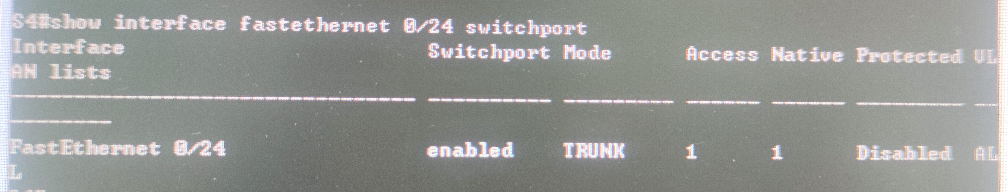 S4#show interface fastethernet 0/24 switchport
Interface Switchport Mode Access Native Protected VL
AN lists
-------------------------------- ---------- --------- ------ ------ --------- --
--------
FastEthernet 0/24 enabled TRUNK 1 1 Disabled AL
L